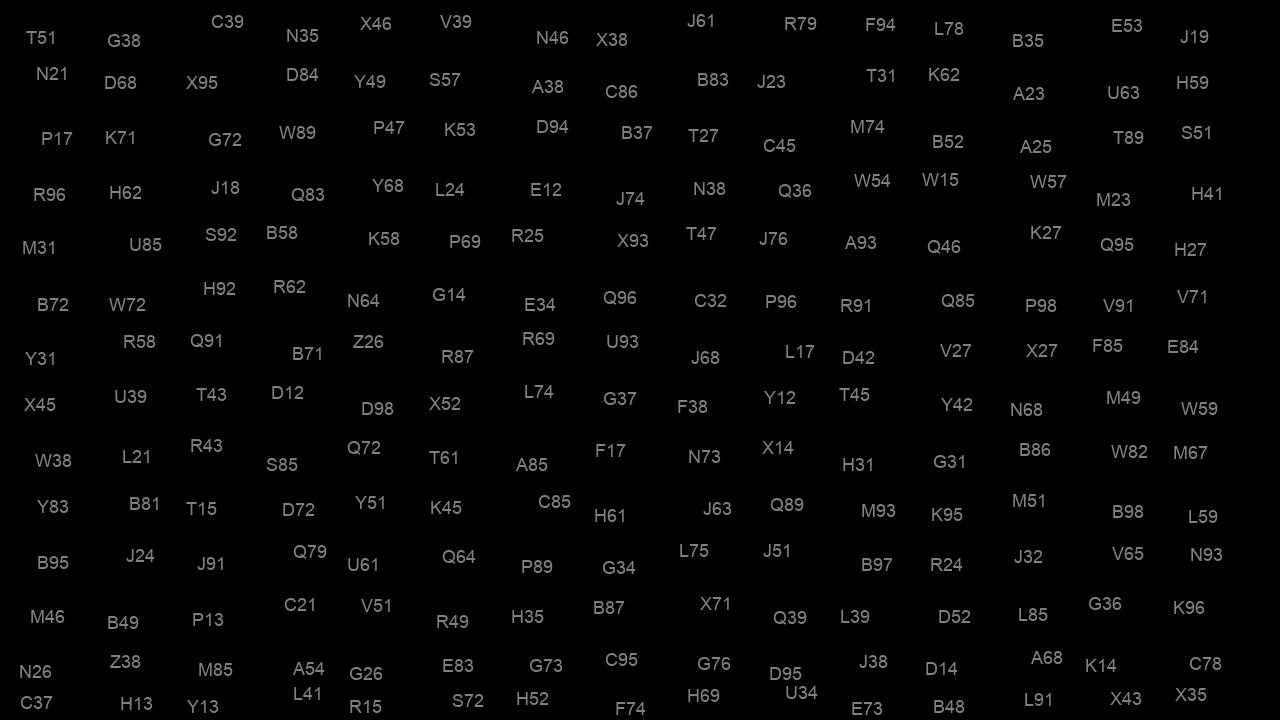 T51 G38 C39 N35 X46 V39 N46 X38 J61 R79 F94 L78 B35 E53 J19
N21 D68 X95 D84 Y49 S57 A38 C86 B83 J23 T31 K62 A23 U63 H59
P17 K71 G72 W89 P47 K53 D94 B37 T27 C45 M74 B52 A25 T89 S51
R96 H62 J18 Q83 Y68 L24 E12 J74 N38 Q36 W54 W15 W57 M23 H41
M31 U85 S92 B58 K58 P69 R25 X93 T47 J76 A93 Q46 K27 Q95 H27
B72 W72 H92 R62 N64 G14 E34 Q96 C32 P96 R91 Q85 P98 V91 V71
Y31 R58 Q91 B71 Z26 R87 R69 U93 J68 L17 D42 V27 X27 F85 E84
X45 U39 T43 D12 D98 X52 L74 G37 F38 Y12 T45 Y42 N68 M49 W59
W38 L21 R43 S85 Q72 T61 A85 F17 N73 X14 H31 G31 B86 W82 M67
Y83 B81 T15 D72 Y51 K45 C85 H61 J63 Q89 M93 K95 M51 B98 L59
B95 J24 J91 Q79 U61 Q64 P89 G34 L75 J51 B97 R24 J32 V65 N93
M46 B49 P13 C21 V51 R49 H35 B87 X71 Q39 L39 D52 L85 G36 K96
N26 Z38 M85 A54 G26 E83 G73 C95 G76 D95 J38 D14 A68 K14 C78
C37 H13 Y13 L41 R15 S72 H52 F74 H69 U34 E73 B48 L91 X43 X35